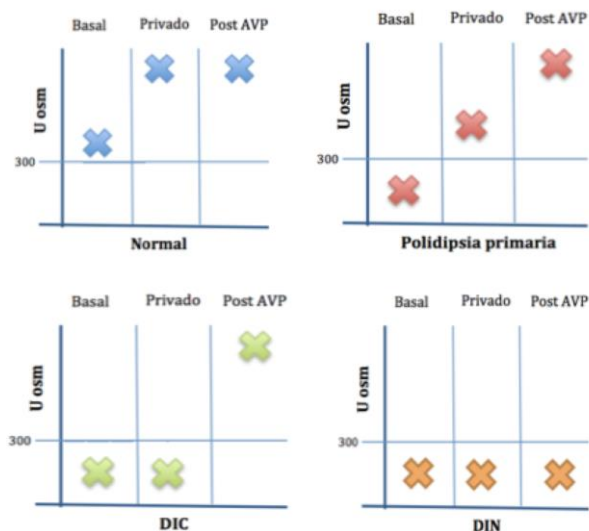 Basal Privado Post AVP
U osm
300
Normal
Basal Privado Post AVP
U osm
300
Polidipsia primaria
Basal Privado Post AVP
U osm
300
DIC
Basal Privado Post AVP
U osm
300
DIN